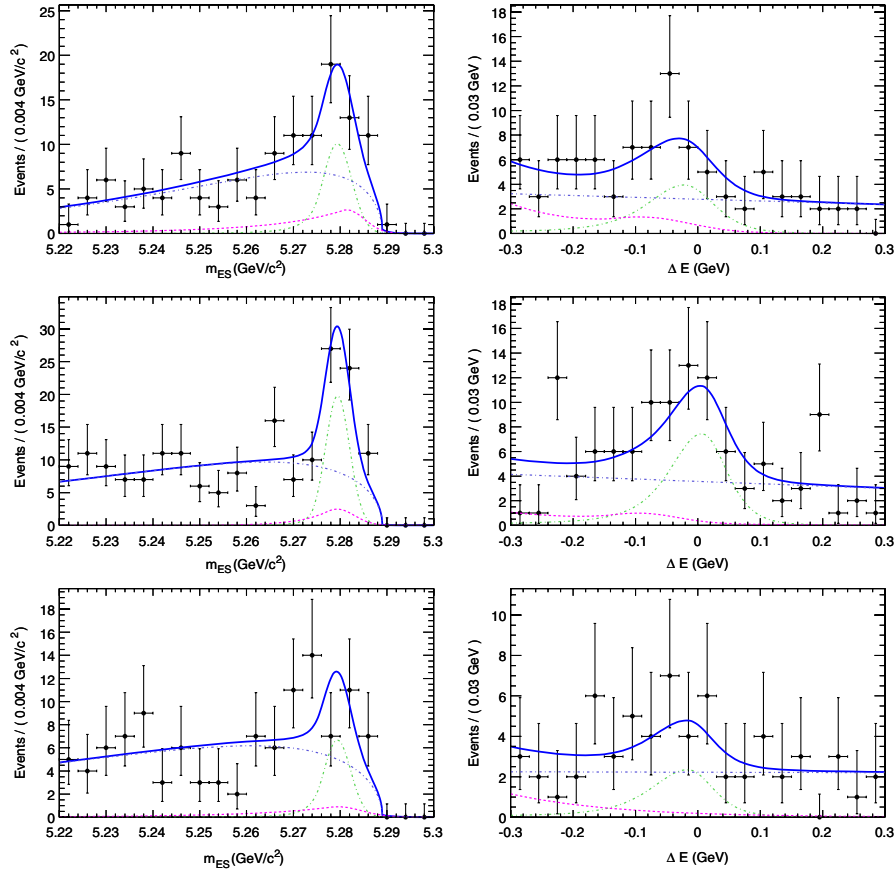 Events / ( 0.004 GeV/c² )
25
20
15
10
5
0
5.22 5.23 5.24 5.25 5.26 5.27 5.28 5.29 5.3
m_ES(GeV/c²)
Events / ( 0.03 GeV )
18
16
14
12
10
8
6
4
2
0
-0.3 -0.2 -0.1 0 0.1 0.2 0.3
Δ E (GeV)
Events / ( 0.004 GeV/c² )
30
25
20
15
10
5
0
5.22 5.23 5.24 5.25 5.26 5.27 5.28 5.29 5.3
m_ES(GeV/c²)
Events / ( 0.03 GeV )
18
16
14
12
10
8
6
4
2
0
-0.3 -0.2 -0.1 0 0.1 0.2 0.3
Δ E (GeV)
Events / ( 0.004 GeV/c² )
18
16
14
12
10
8
6
4
2
0
5.22 5.23 5.24 5.25 5.26 5.27 5.28 5.29 5.3
m_ES(GeV/c²)
Events / ( 0.03 GeV )
10
8
6
4
2
0
-0.3 -0.2 -0.1 0 0.1 0.2 0.3
Δ E (GeV)